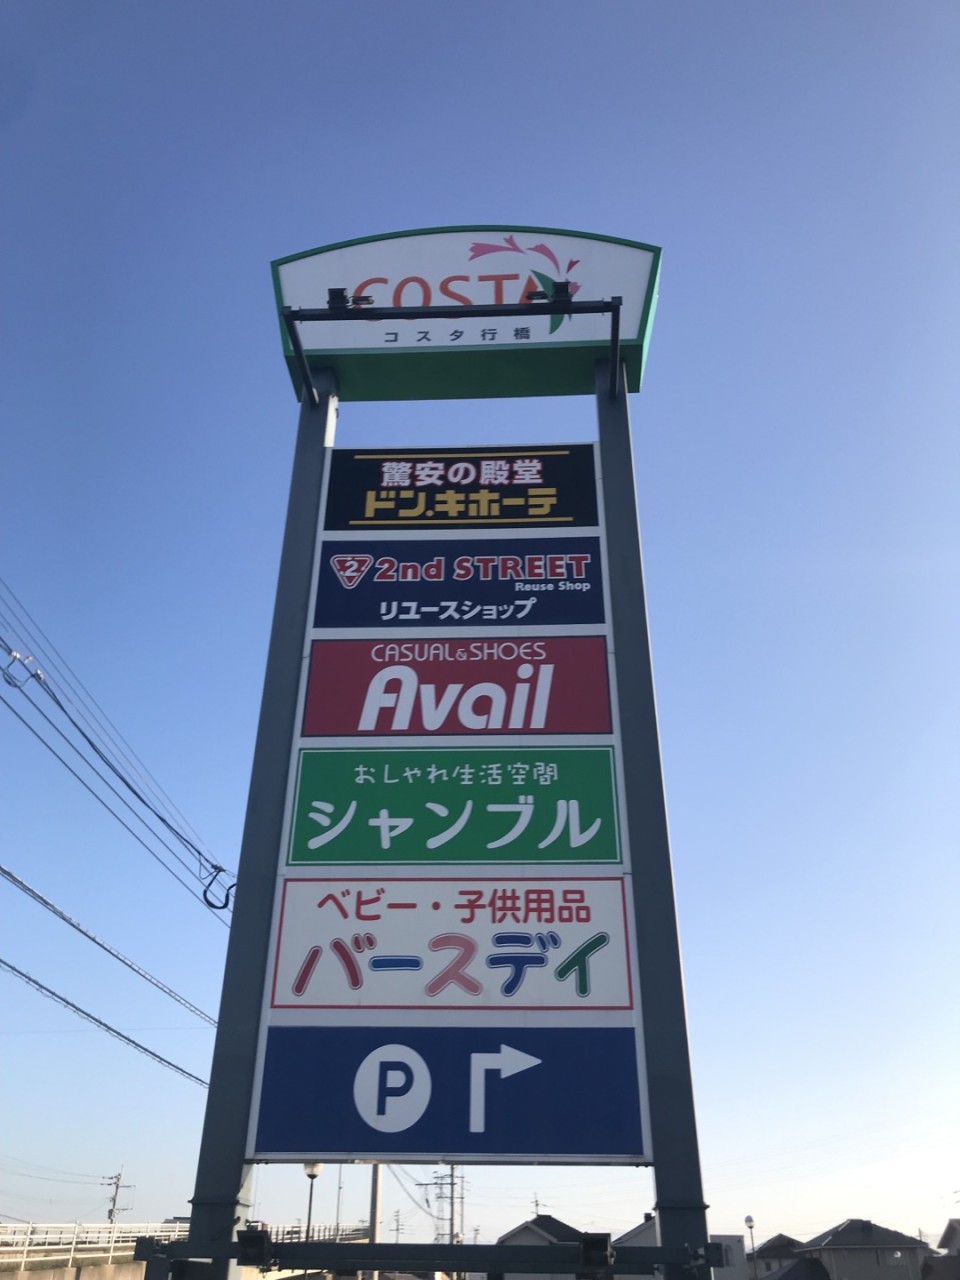 COSTA
コスタ行橋
驚安の殿堂
ドン.キホーテ
2 2nd STREET
Reuse Shop
リユースショップ
CASUAL&SHOES
Avail
おしゃれ生活空間
シャンブル
ベビー・子供用品
バースデイ
P